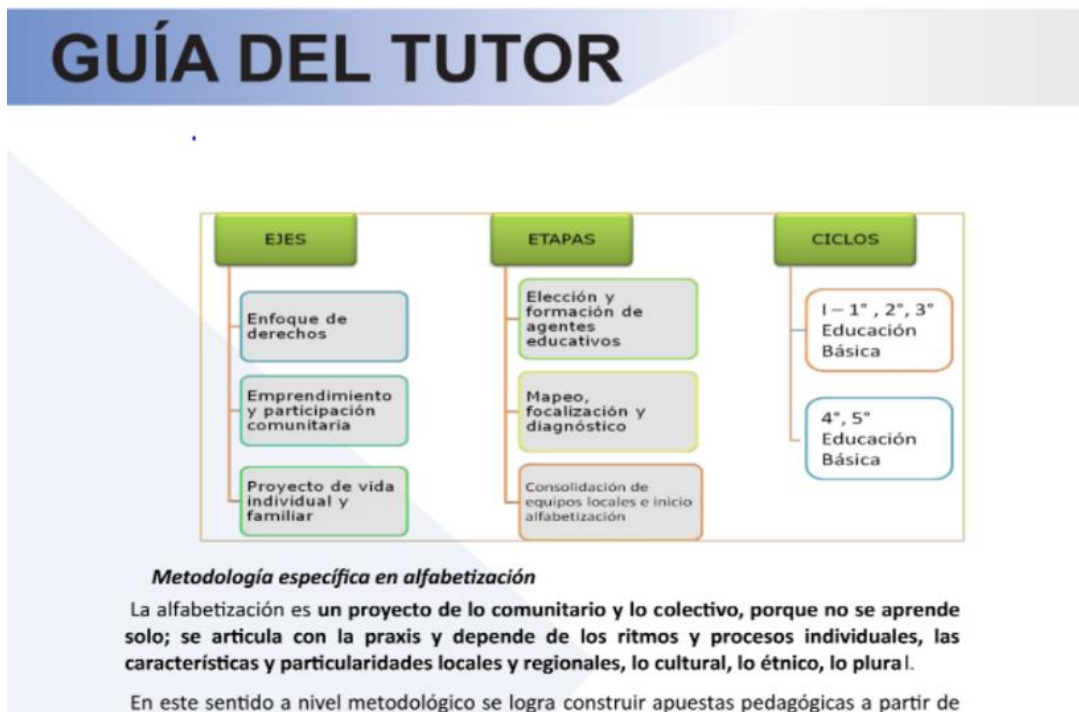 GUÍA DEL TUTOR
EJES
Enfoque de
derechos
Emprendimiento
y participación
comunitaria
Proyecto de vida
individual y
familiar
ETAPAS
Elección y
formación de
agentes
educativos
Mapeo,
focalización y
diagnóstico
Consolidación de
equipos locales e inicio
alfabetización
CICLOS
I – 1° , 2°, 3°
Educación
Básica
4°, 5°
Educación
Básica
Metodología específica en alfabetización
La alfabetización es un proyecto de lo comunitario y lo colectivo, porque no se aprende
solo; se articula con la praxis y depende de los ritmos y procesos individuales, las
características y particularidades locales y regionales, lo cultural, lo étnico, lo plural.
En este sentido a nivel metodológico se logra construir apuestas pedagógicas a partir de